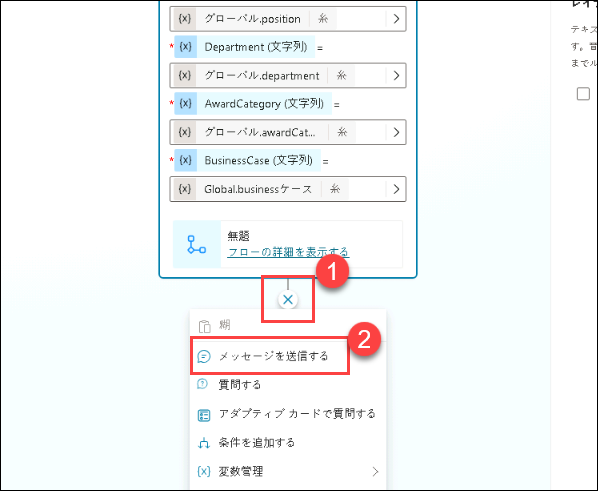 {x} グローバル.position 糸
* {x} Department (文字列) =
{x} グローバル.department 糸
* {x} AwardCategory (文字列) =
{x} グローバル.awardCat... 糸
* {x} BusinessCase (文字列) =
{x} Global.businessケース 糸
無題
フローの詳細を表示する
1
糊
2
メッセージを送信する
質問する
アダプティブ カードで質問する
条件を追加する
{x} 変数管理
テキス
までル